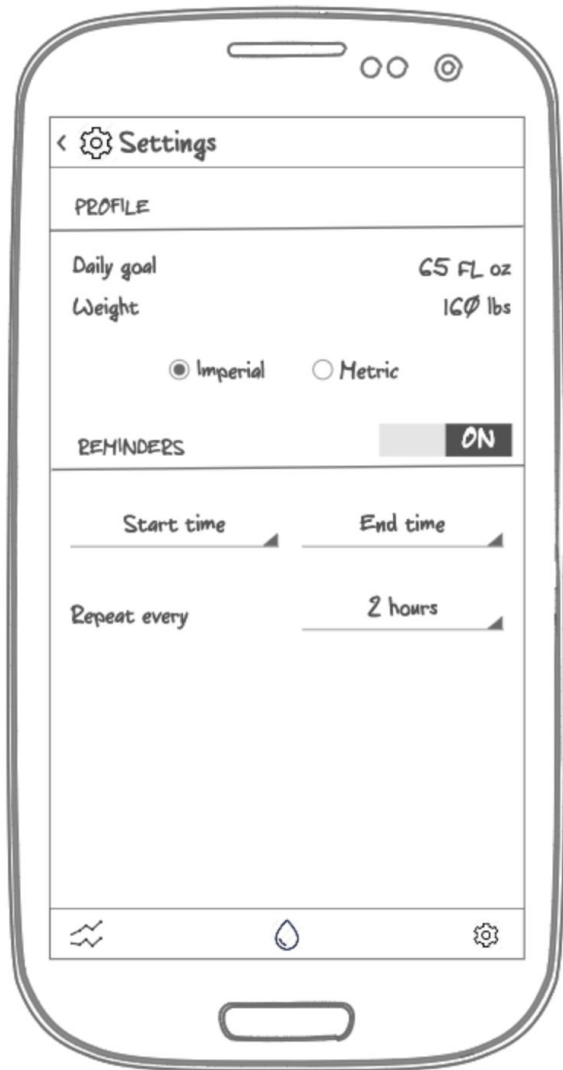 Settings
PROFILE
Daily goal 65 FL oz
Weight 160 lbs
Imperial Metric
REMINDERS ON
Start time End time
Repeat every 2 hours